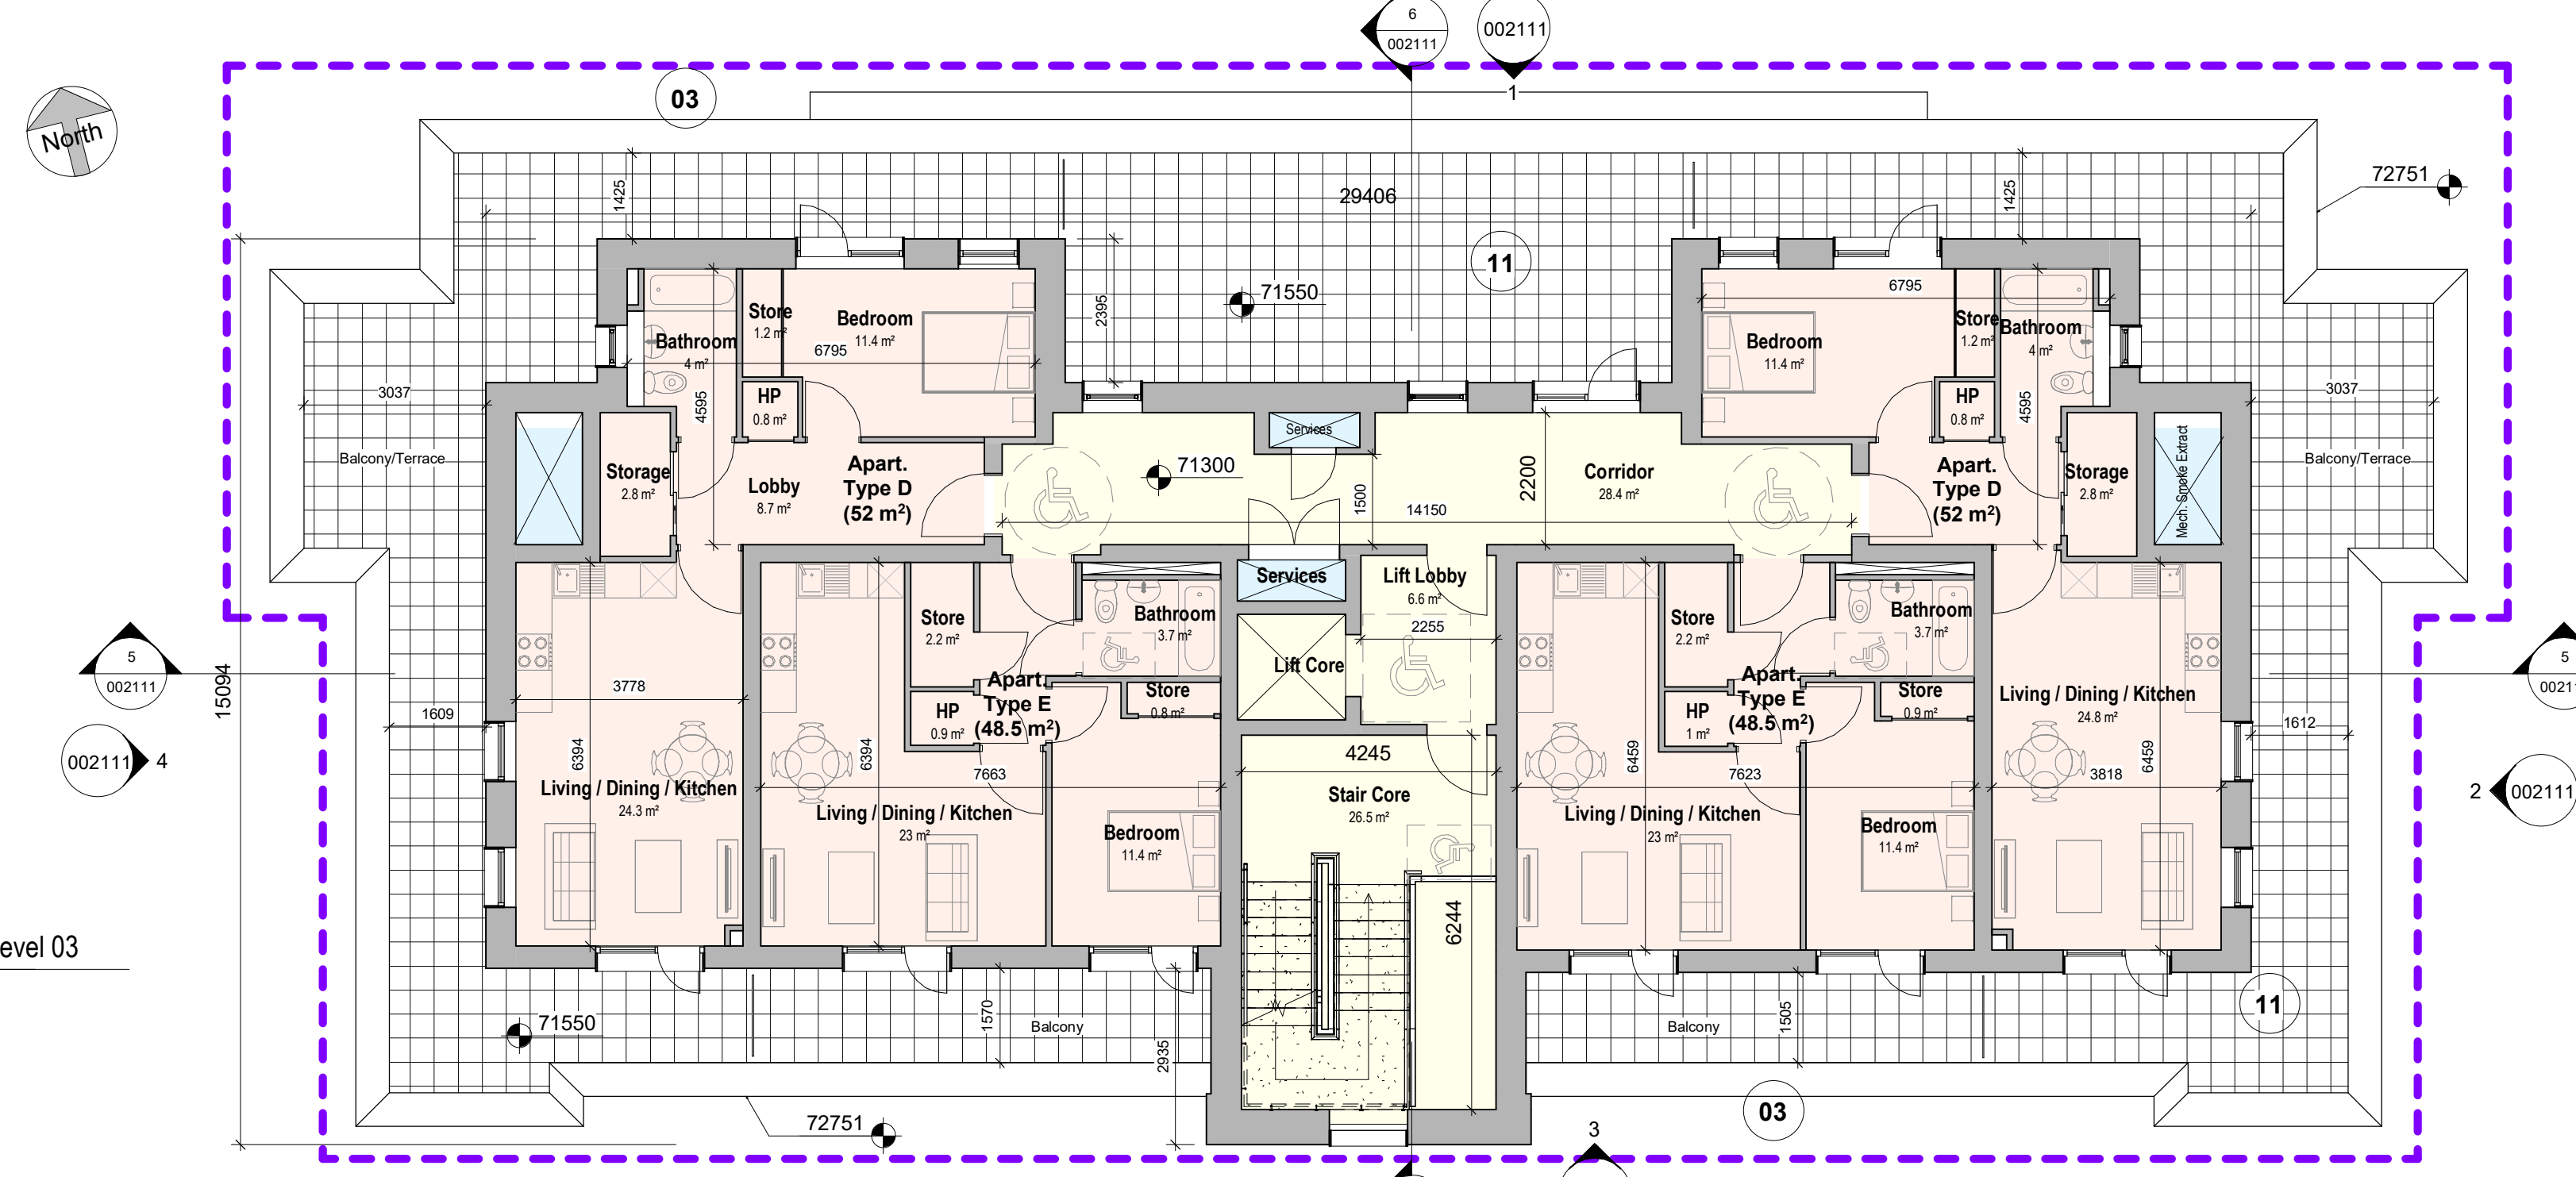 6
002111
002111
1
03
North
72751
1425
29406
1425
11
71550
2395
Store
1.2 m²
Bedroom
11.4 m²
Bathroom
4 m²
6795
HP
0.8 m²
4595
3037
Balcony/Terrace
Storage
2.8 m²
Lobby
8.7 m²
Apart.
Type D
(52 m²)
71300
Services
1500
2200
14150
Corridor
28.4 m²
6795
Bedroom
11.4 m²
Store
1.2 m²
Bathroom
4 m²
HP
0.8 m²
4595
Apart.
Type D
(52 m²)
Storage
2.8 m²
Mech. Smoke Extract
3037
Balcony/Terrace
5
002111
15094
002111
4
1609
3778
6394
Living / Dining / Kitchen
24.3 m²
6394
Store
2.2 m²
HP
0.9 m²
Apart.
Type E
(48.5 m²)
7663
Living / Dining / Kitchen
23 m²
Bathroom
3.7 m²
Store
0.8 m²
Bedroom
11.4 m²
Services
Lift Lobby
6.6 m²
2255
Lift Core
4245
Stair Core
26.5 m²
6244
Store
2.2 m²
HP
1 m²
6459
Apart.
Type E
(48.5 m²)
7623
Living / Dining / Kitchen
23 m²
Bathroom
3.7 m²
Store
0.9 m²
Bedroom
11.4 m²
Living / Dining / Kitchen
24.8 m²
3818
6459
1612
5
00211
2
002111
evel 03
71550
1570
Balcony
2935
Balcony
1505
11
72751
03
3